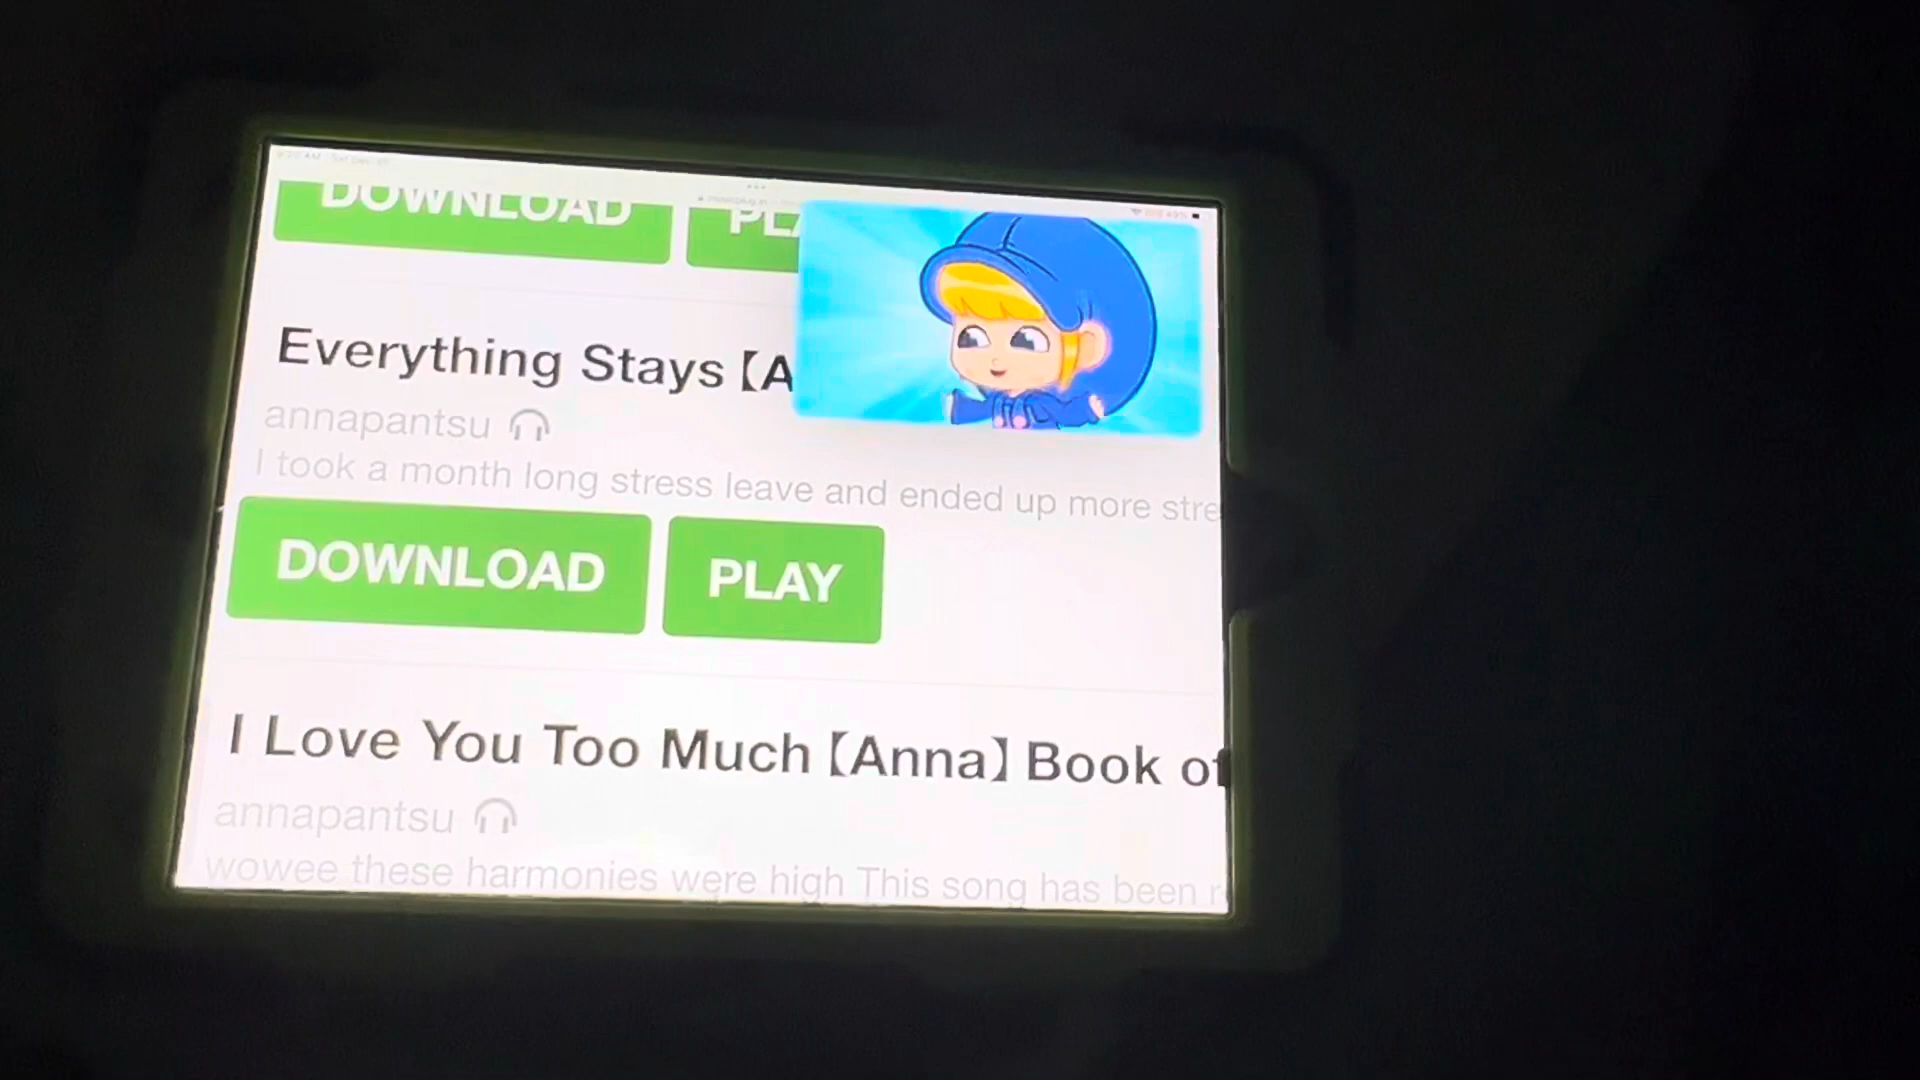 DOWNLOAD
PLA
Everything Stays【A
annapantsu
I took a month long stress leave and ended up more stre
DOWNLOAD
PLAY
I Love You Too Much【Anna】Book of
annapantsu
wowee these harmonies were high This song has been r